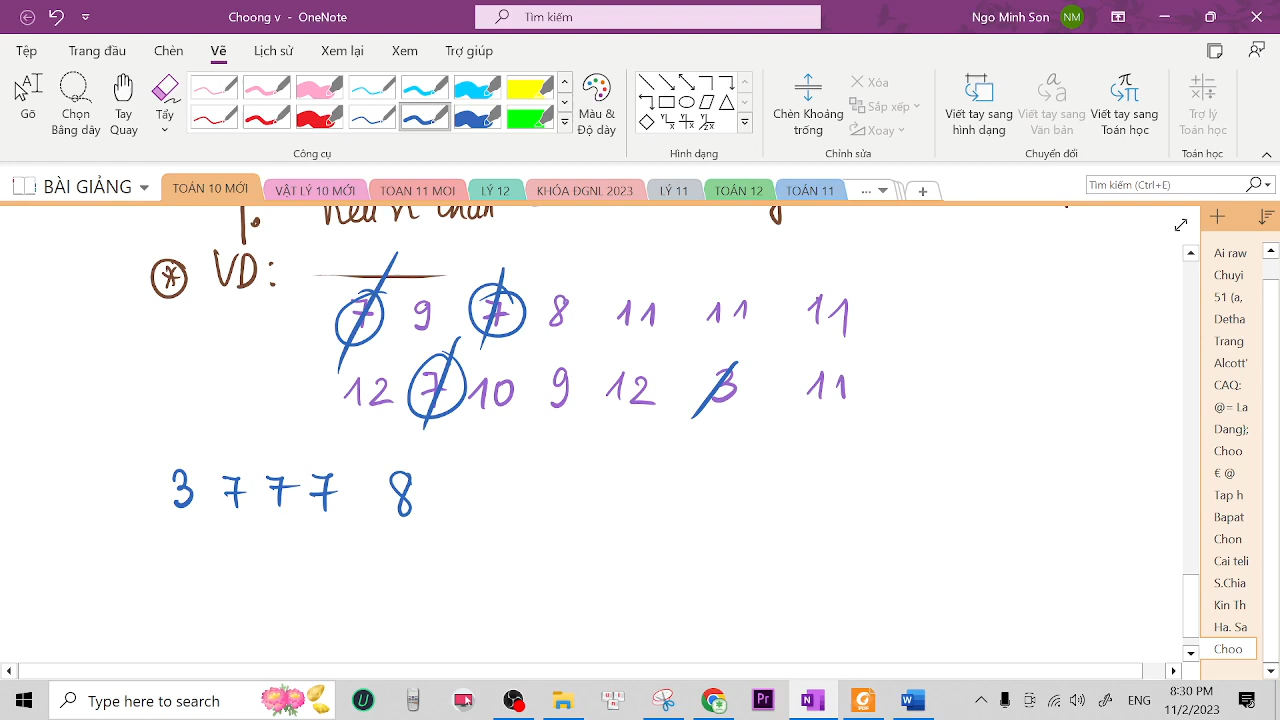 Choong v - OneNote
Tìm kiếm
Ngo Minh Son NM
Tệp Trang đầu Chèn Vẽ Lịch sử Xem lại Xem Trợ giúp
Gõ Chọn Bằng dây Tay Quay Tẩy Màu & Độ dày Chèn Khoảng trống Xóa Sắp xếp Xoay Viết tay sang hình dạng Viết tay sang Văn bản Viết tay sang Toán học Trợ lý Toán học
Công cụ Hình dạng Chỉnh sửa Chuyển đổi Toán học
BÀI GIẢNG TOÁN 10 MỚI VẬT LÝ 10 MỚI TOAN 11 MOI LÝ 12 KHÓA ĐGNL 2023 LÝ 11 TOÁN 12 TOÁN 11 ... Tìm kiếm (Ctrl+E)
VD:
7 9 7 8 11 11 11
12 7 10 9 12 3 11
3 7 7 7 8
Ai raw
Chuyi
51 (a,
Detha
Trang
Alcott'
CAQ:
@= La
Dang};
Choo
€ @
Tap h
Bapat
Chon
Cai teli
S.Chia
Kin Th
Ha. Sa
Choo
Type here to search
ENG
8:30 PM
11/2/2023